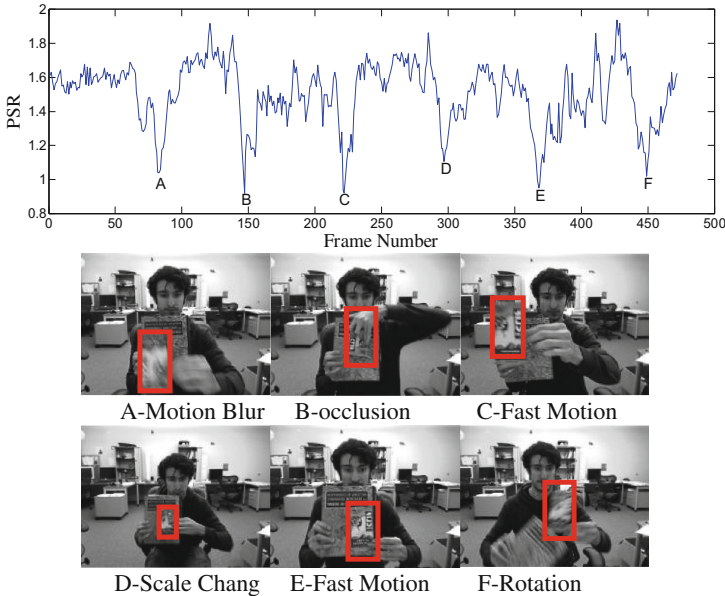 2
1.8
1.6
1.4
1.2
1
0.8
PSR
A
B
C
D
E
F
0 50 100 150 200 250 300 350 400 450 500
Frame Number
A-Motion Blur B-occlusion C-Fast Motion
D-Scale Chang E-Fast Motion F-Rotation